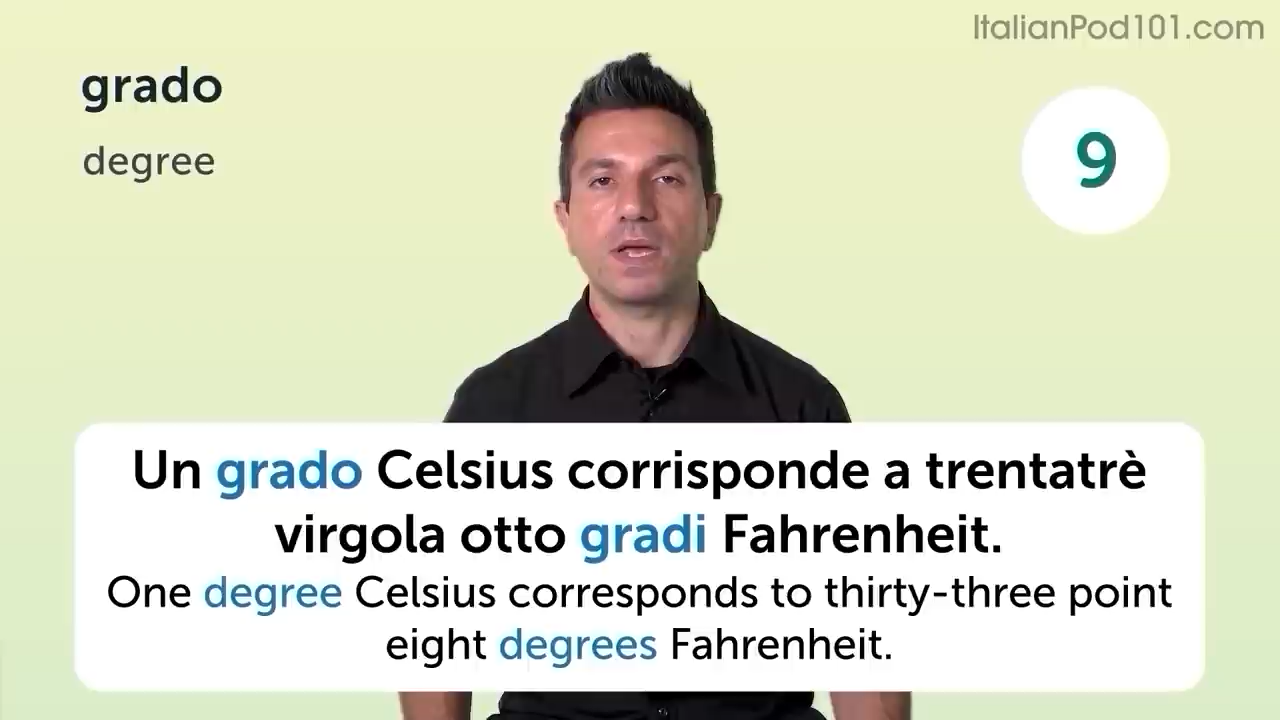 ItalianPod101.com
grado
degree
9
Un grado Celsius corrisponde a trentatrè
virgola otto gradi Fahrenheit.
One degree Celsius corresponds to thirty-three point
eight degrees Fahrenheit.